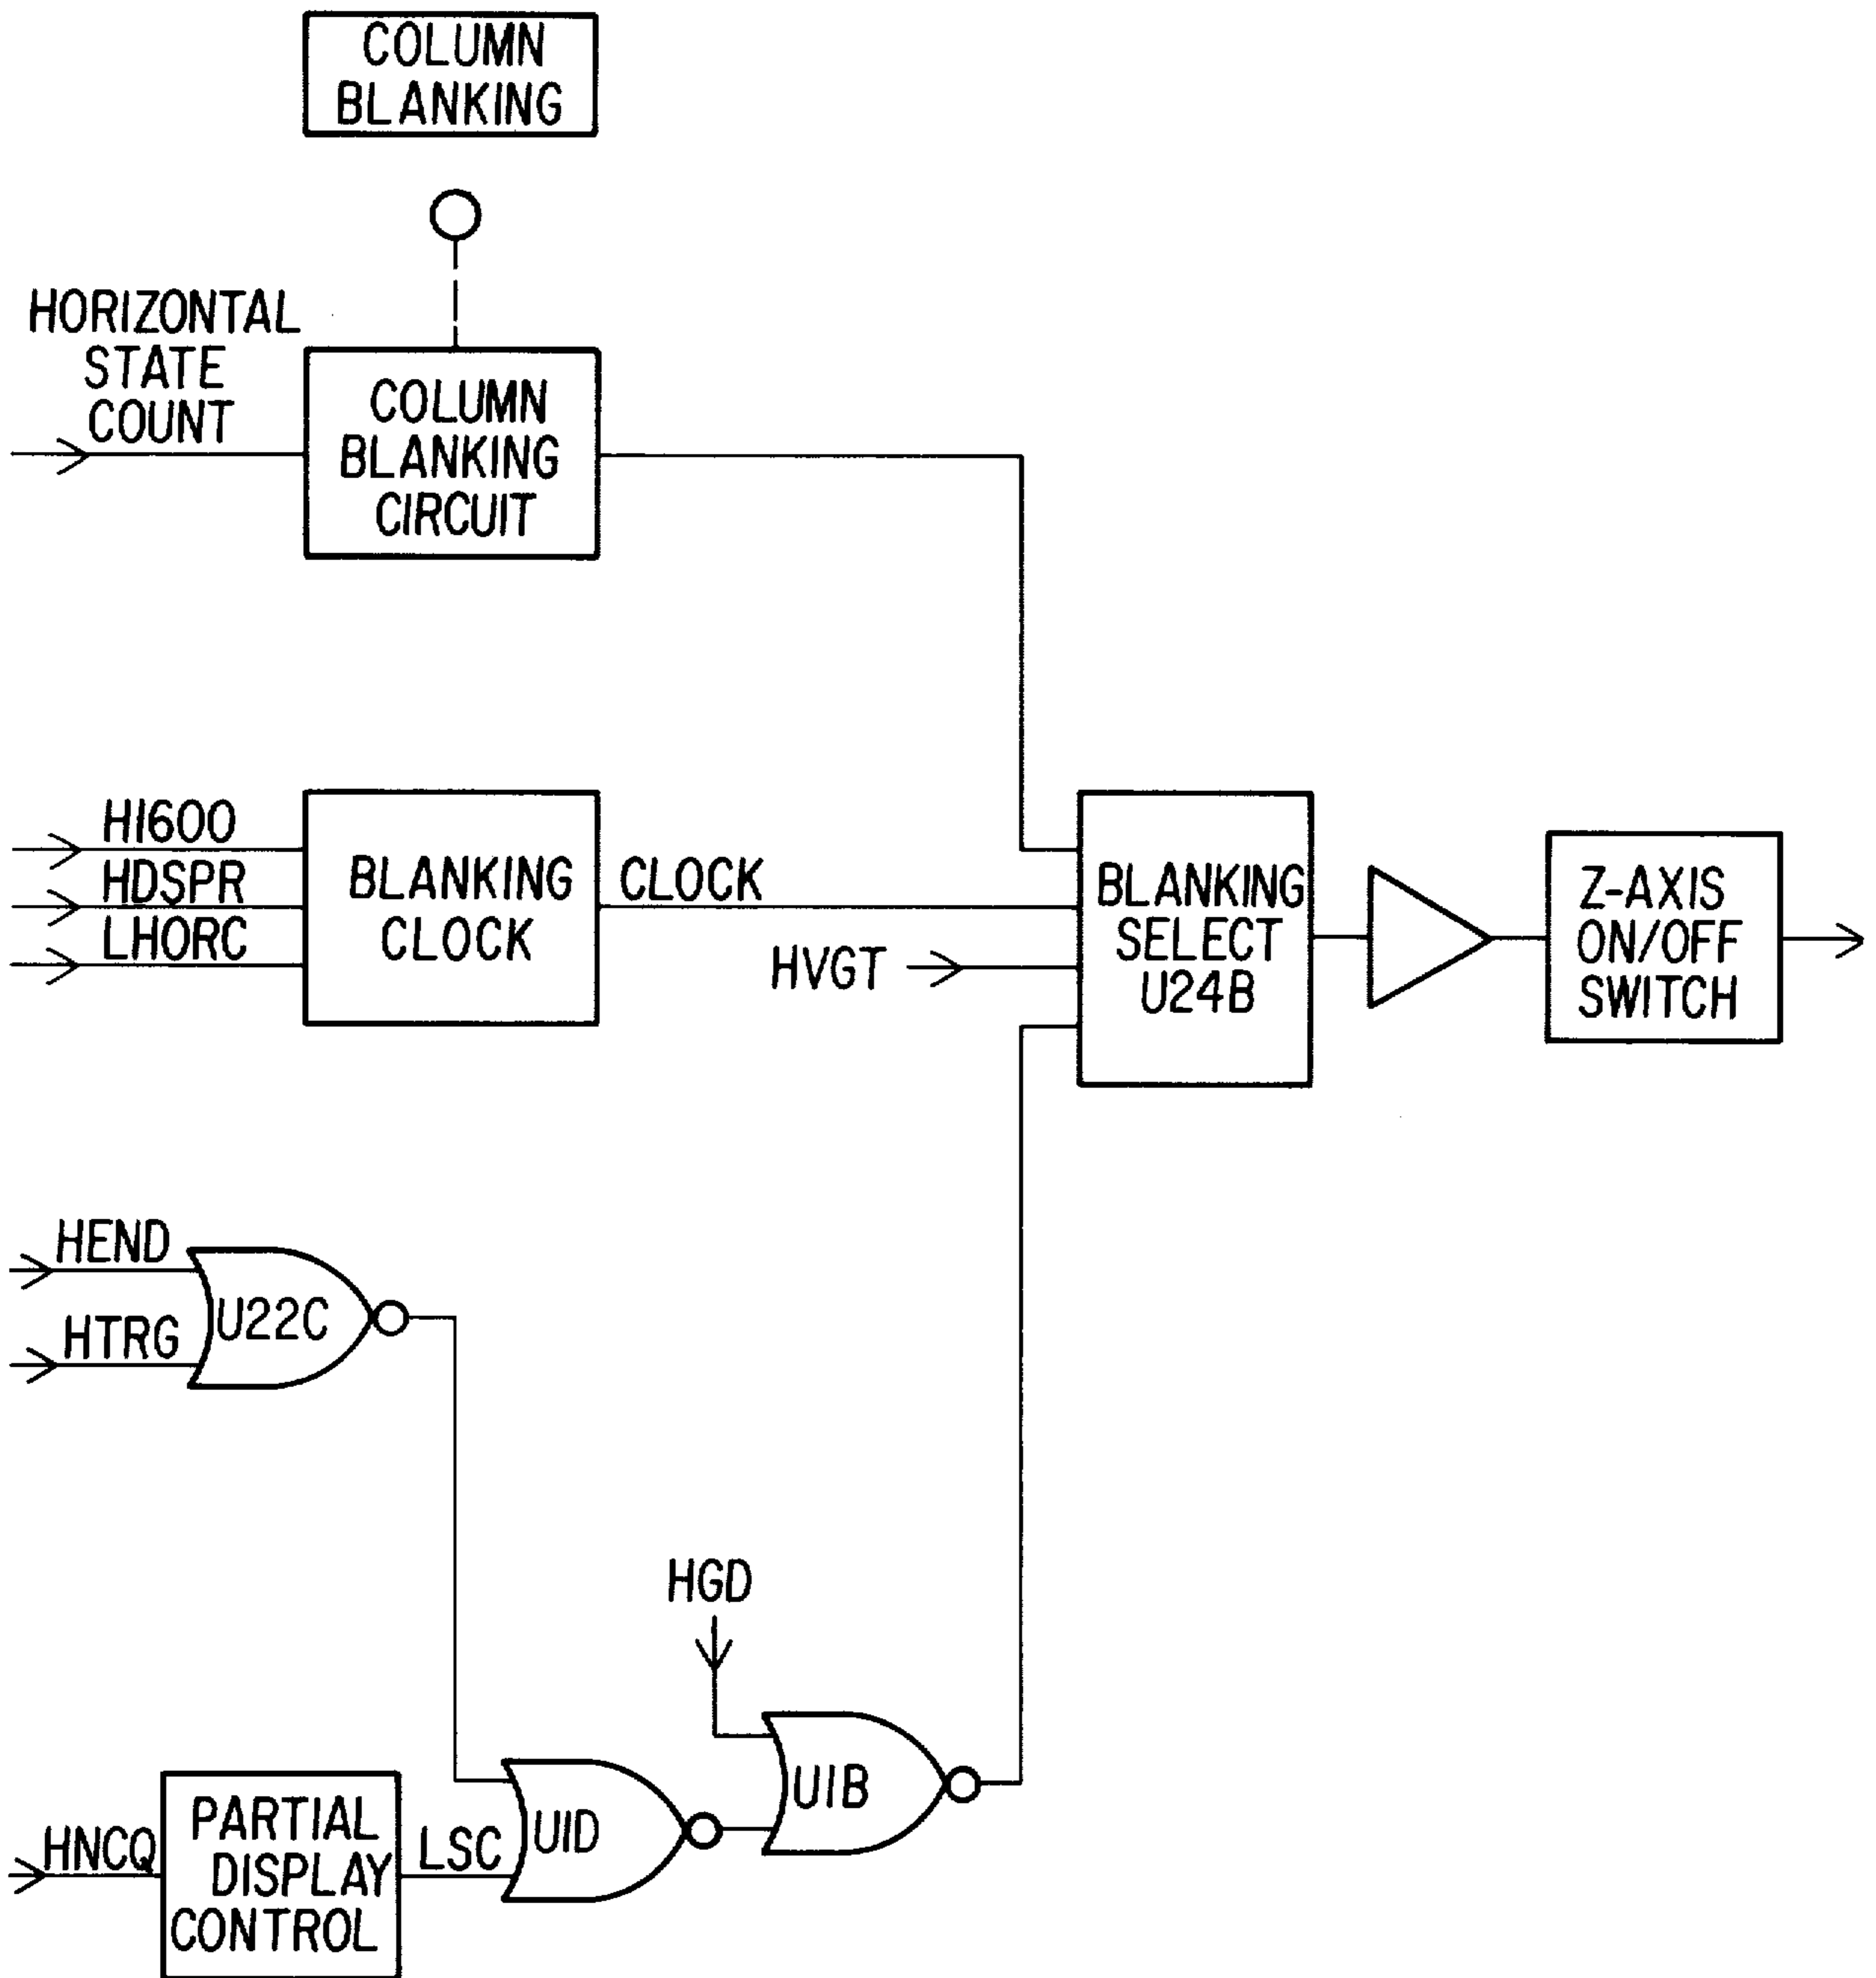 COLUMN
BLANKING
HORIZONTAL
STATE
COUNT
COLUMN
BLANKING
CIRCUIT
HI600
HDSPR
LHORC
BLANKING
CLOCK
CLOCK
HVGT
BLANKING
SELECT
U24B
Z-AXIS
ON/OFF
SWITCH
HEND
HTRG
U22C
HGD
UIB
UID
LSC
HNCQ
PARTIAL
DISPLAY
CONTROL